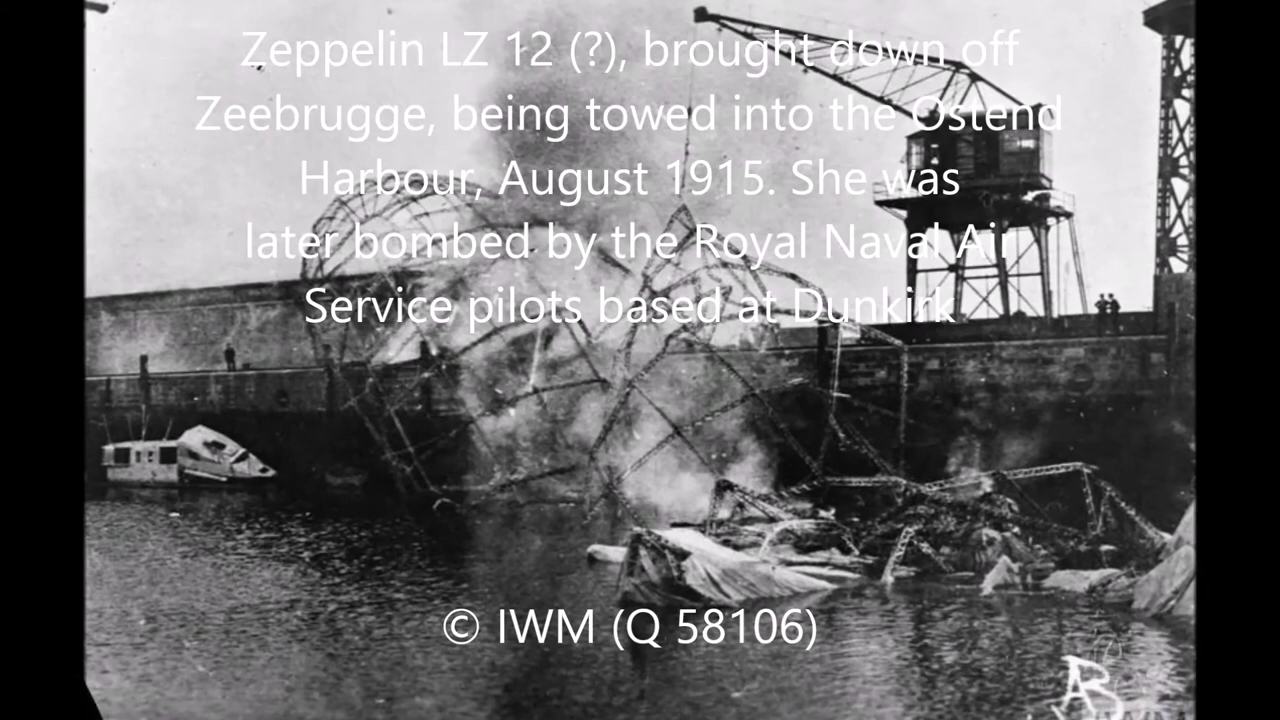 Zeppelin LZ 12 (?), brought down off
Zeebrugge, being towed into the Ostend
Harbour, August 1915. She was
later bombed by the Royal Naval Air
Service pilots based at Dunkirk
© IWM (Q 58106)